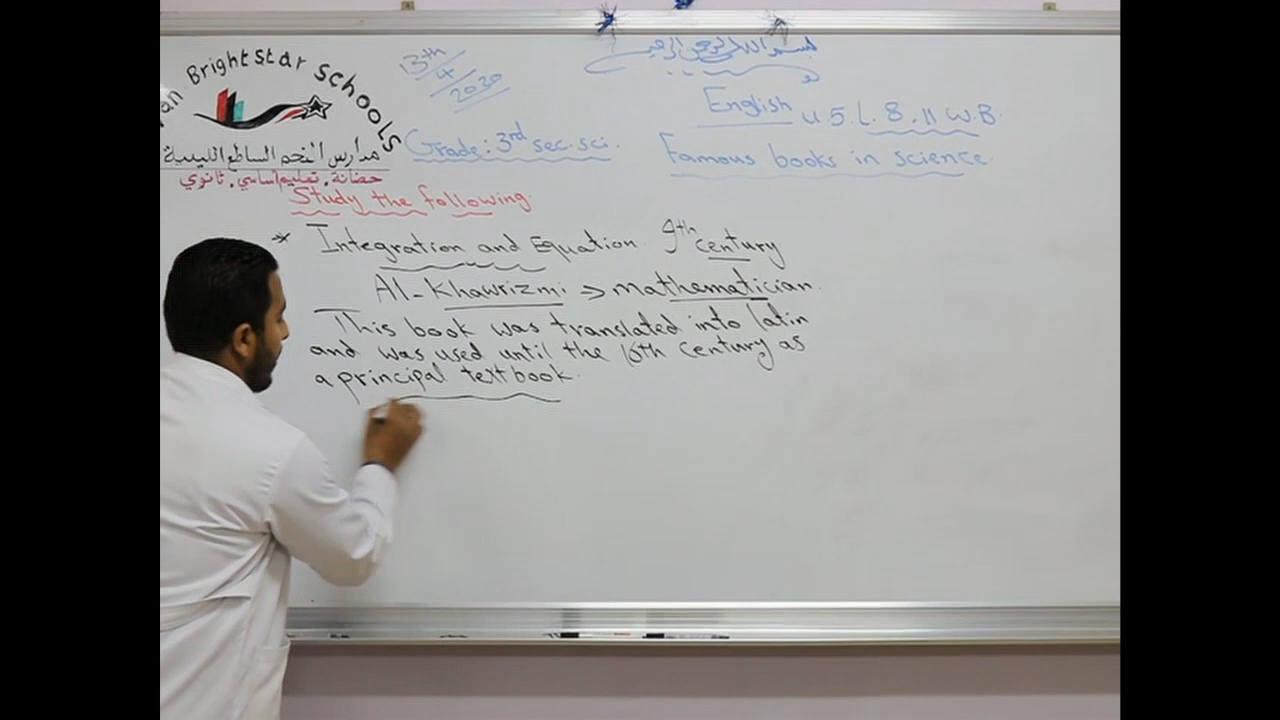 Bright Star Schools
مدارس النجم الساطع الليبية
حضانة، تعليم أساسي، ثانوي
13th/4/2020
بسم الله الرحمن الرحيم
English u 5. L. 8. 11 W.B
Grade: 3rd sec. sci.
Famous books in science.
Study the following:
* Integration and Equation. 9th century
Al-Khawrizmi → mathematician.
This book was translated into latin
and was used until the 16th century as
a principal textbook.